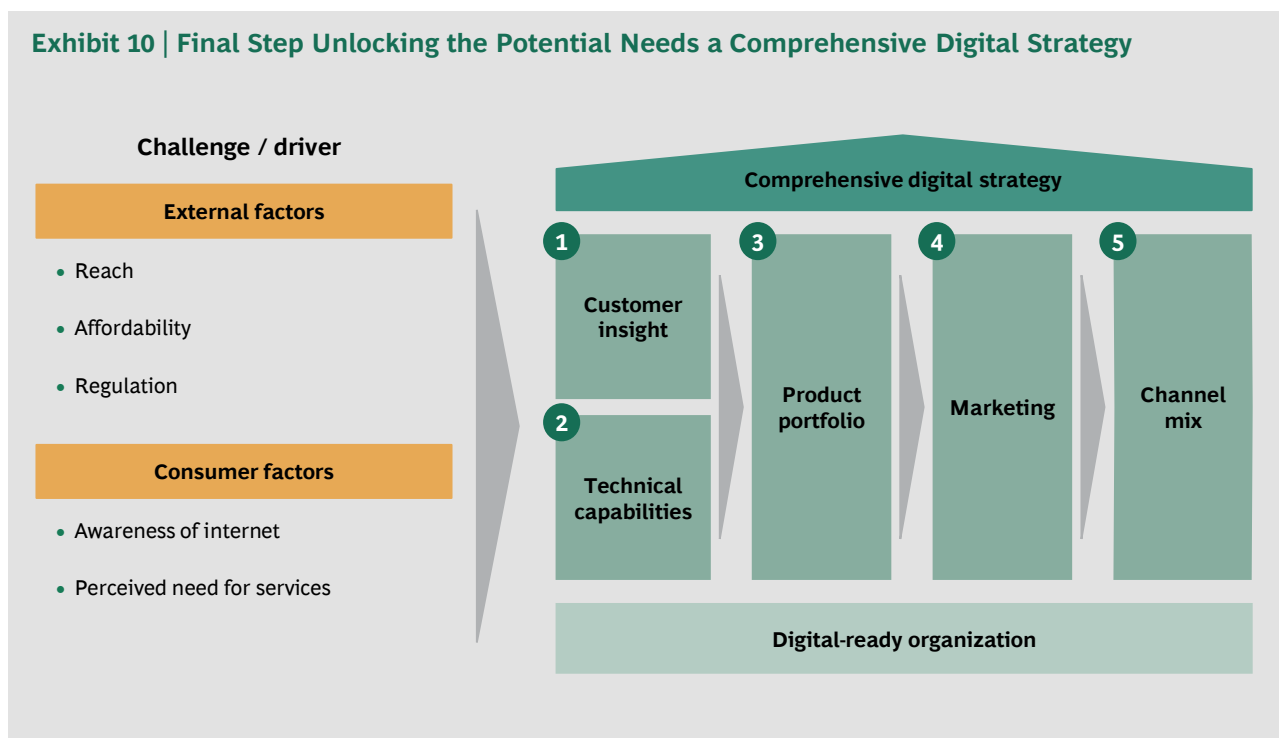 Exhibit 10 | Final Step Unlocking the Potential Needs a Comprehensive Digital Strategy
Challenge / driver
External factors
• Reach
• Affordability
• Regulation
Consumer factors
• Awareness of internet
• Perceived need for services
Comprehensive digital strategy
1
Customer
insight
2
Technical
capabilities
3
Product
portfolio
4
Marketing
5
Channel
mix
Digital-ready organization